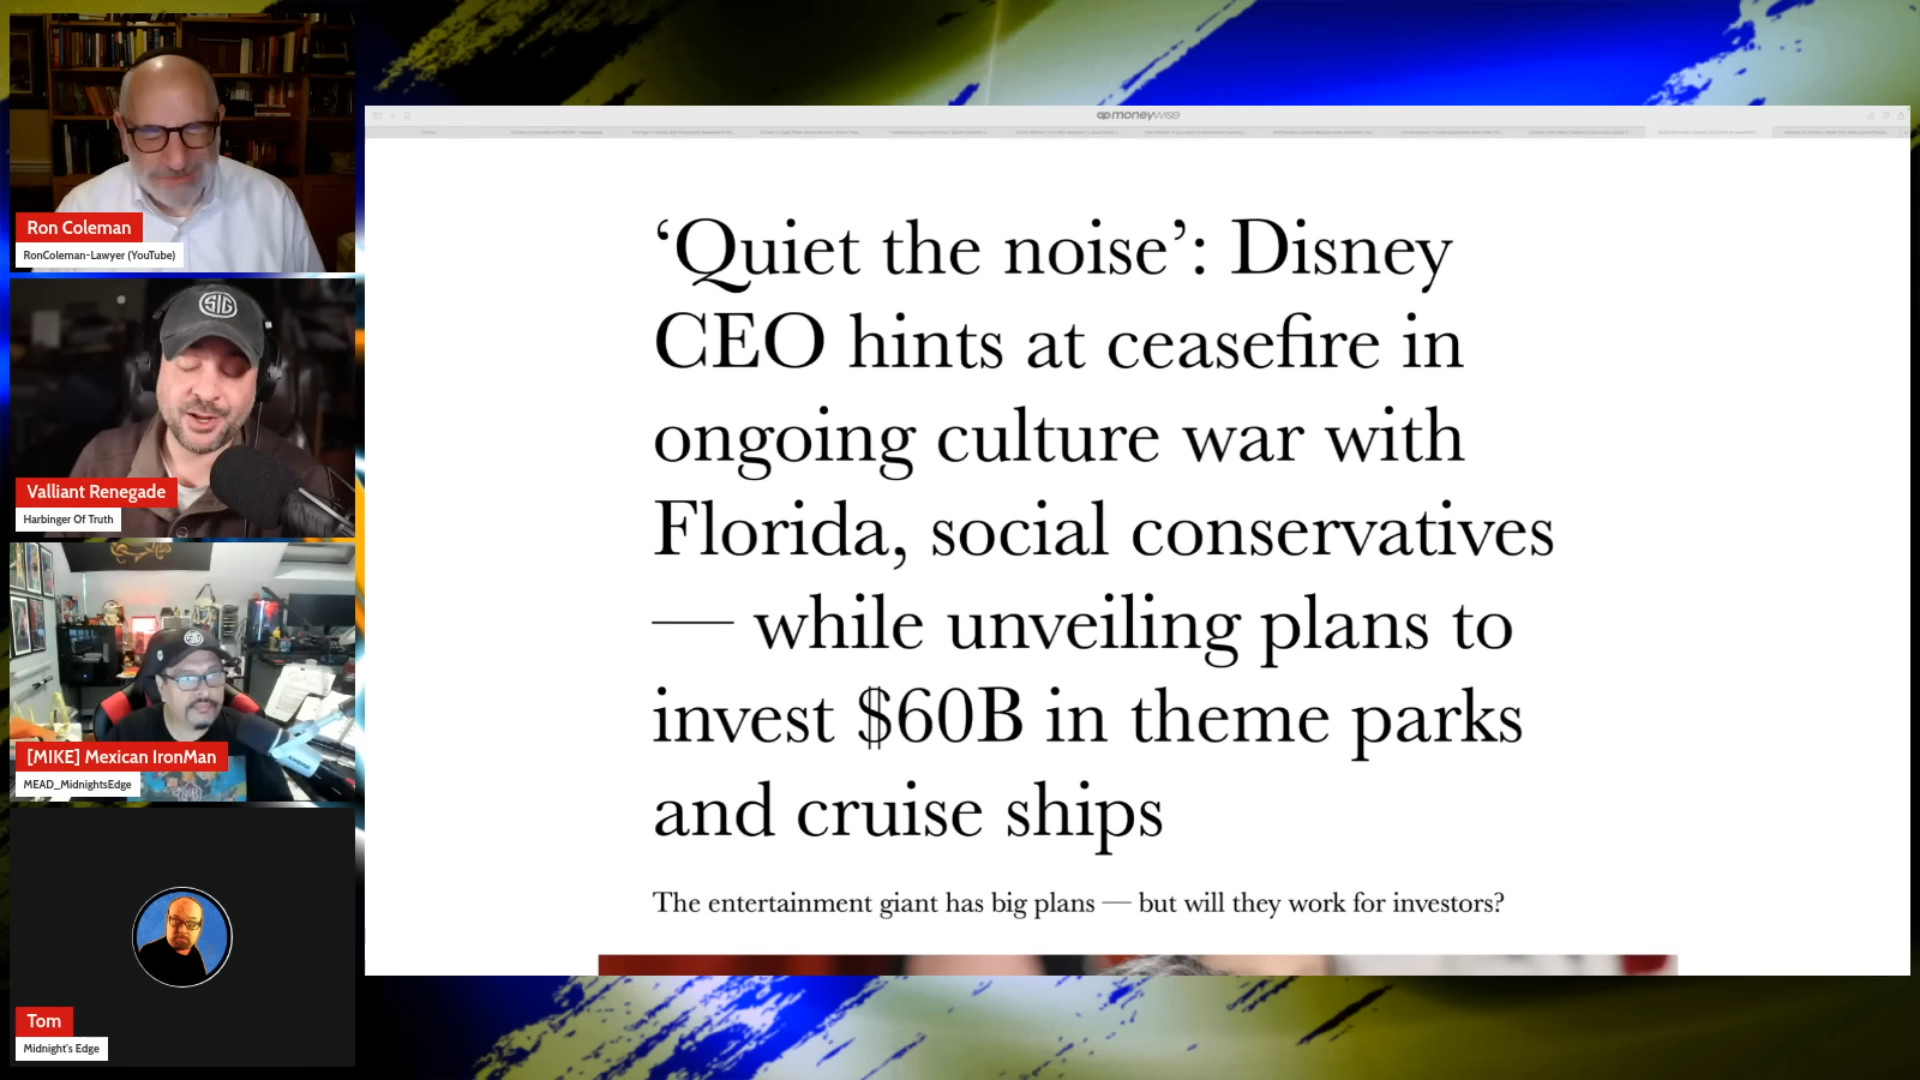 Ron Coleman
RonColeman-Lawyer (YouTube)
SIG
Valliant Renegade
Harbinger Of Truth
[MIKE] Mexican IronMan
MEAD_MidnightsEdge
Tom
Midnight's Edge
moneywise
‘Quiet the noise’: Disney
CEO hints at ceasefire in
ongoing culture war with
Florida, social conservatives
— while unveiling plans to
invest $60B in theme parks
and cruise ships
The entertainment giant has big plans — but will they work for investors?